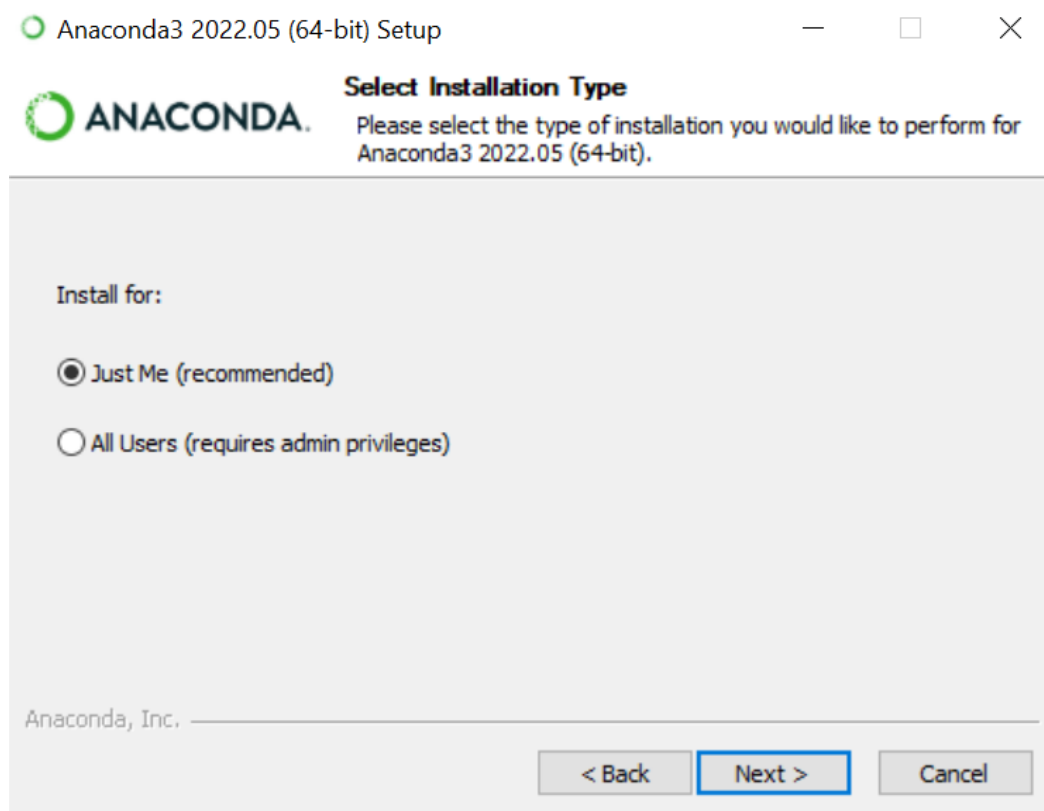 Anaconda3 2022.05 (64-bit) Setup
ANACONDA.
Select Installation Type
Please select the type of installation you would like to perform for
Anaconda3 2022.05 (64-bit).
Install for:
Just Me (recommended)
All Users (requires admin privileges)
Anaconda, Inc.
< Back
Next >
Cancel